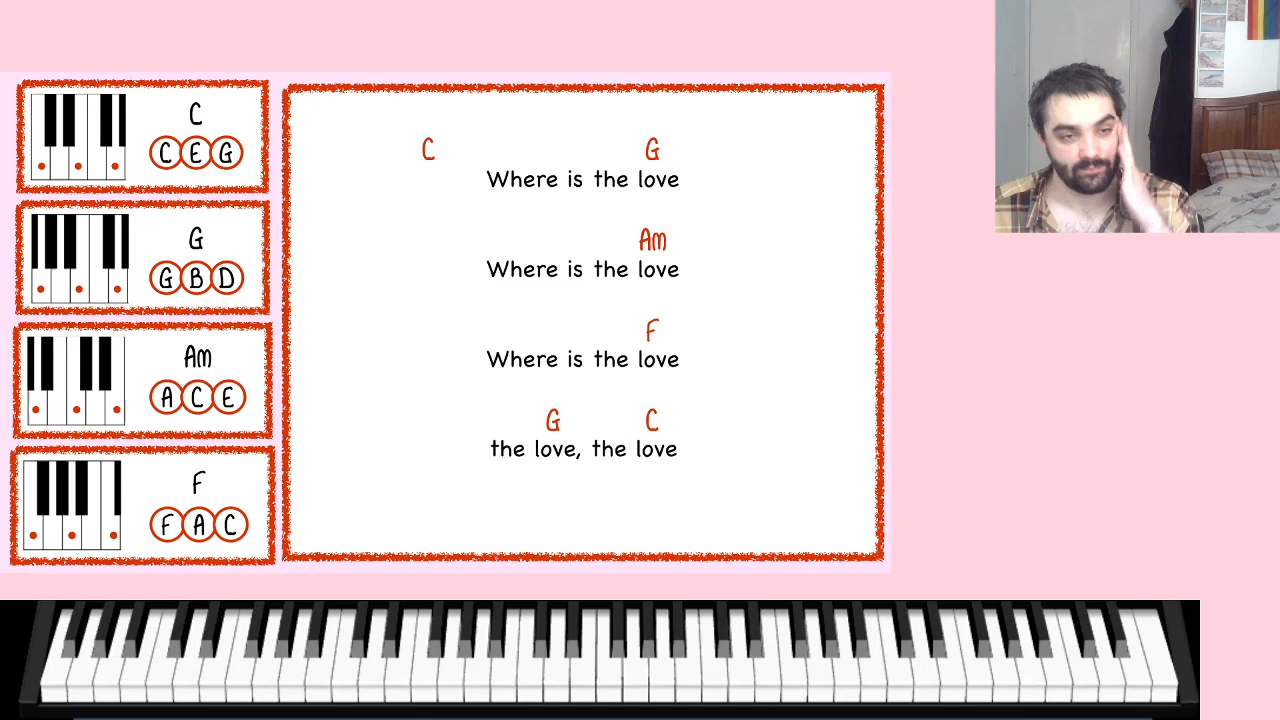 C
C E G
G
G B D
Am
A C E
F
F A C
C G
Where is the love
Am
Where is the love
F
Where is the love
G C
the love, the love